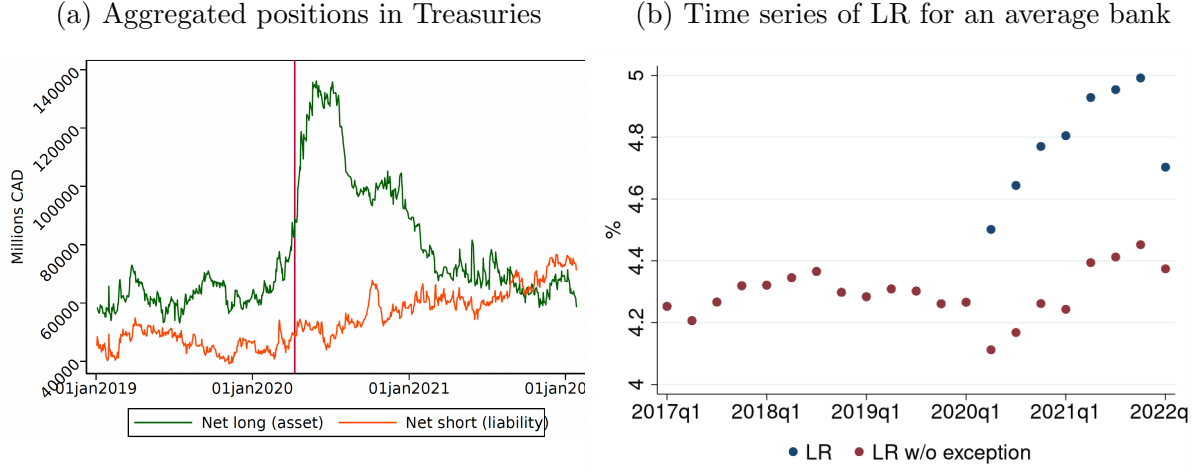 (a) Aggregated positions in Treasuries
(b) Time series of LR for an average bank
Millions CAD
140000
120000
100000
80000
60000
40000
01jan2019
01jan2020
01jan2021
01jan20
Net long (asset)
Net short (liability)
%
5
4.8
4.6
4.4
4.2
4
2017q1
2018q1
2019q1
2020q1
2021q1
2022q
LR
LR w/o exception